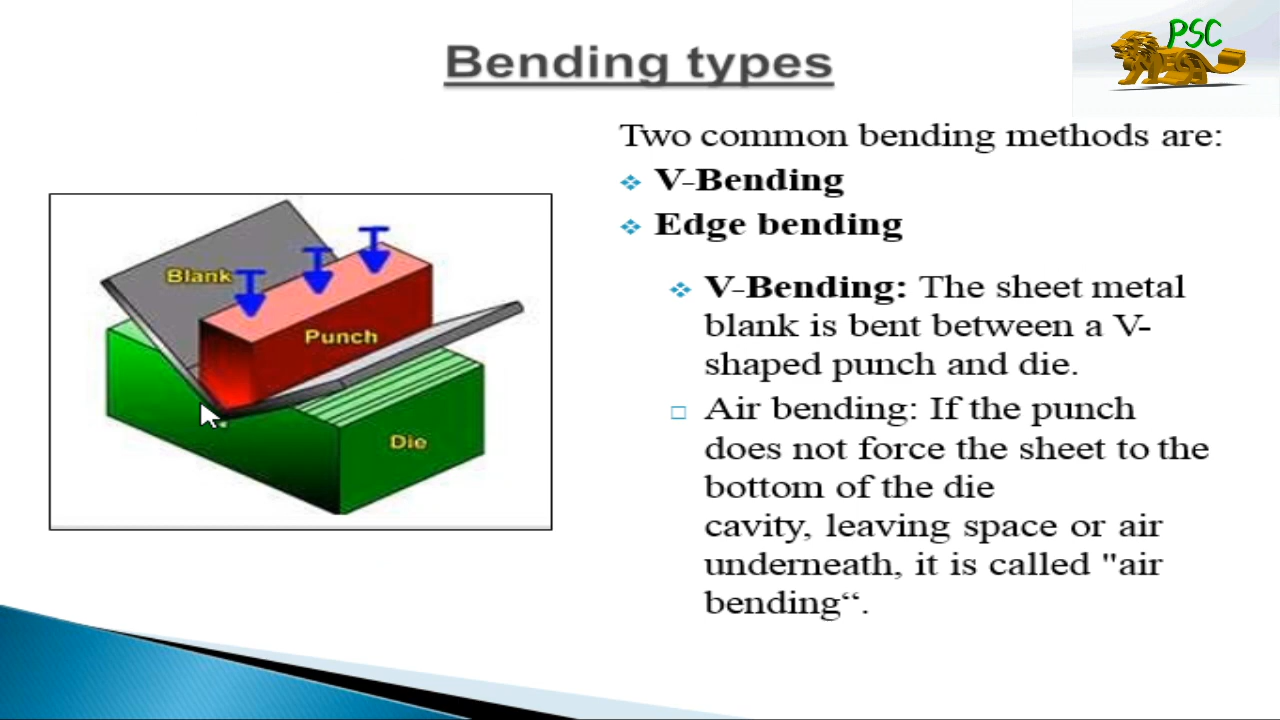 PSC
Bending types
Two common bending methods are:
❖ V-Bending
❖ Edge bending
❖ V-Bending: The sheet metal
blank is bent between a V-
shaped punch and die.
□ Air bending: If the punch
does not force the sheet to the
bottom of the die
cavity, leaving space or air
underneath, it is called "air
bending“.
Blank
Punch
Die